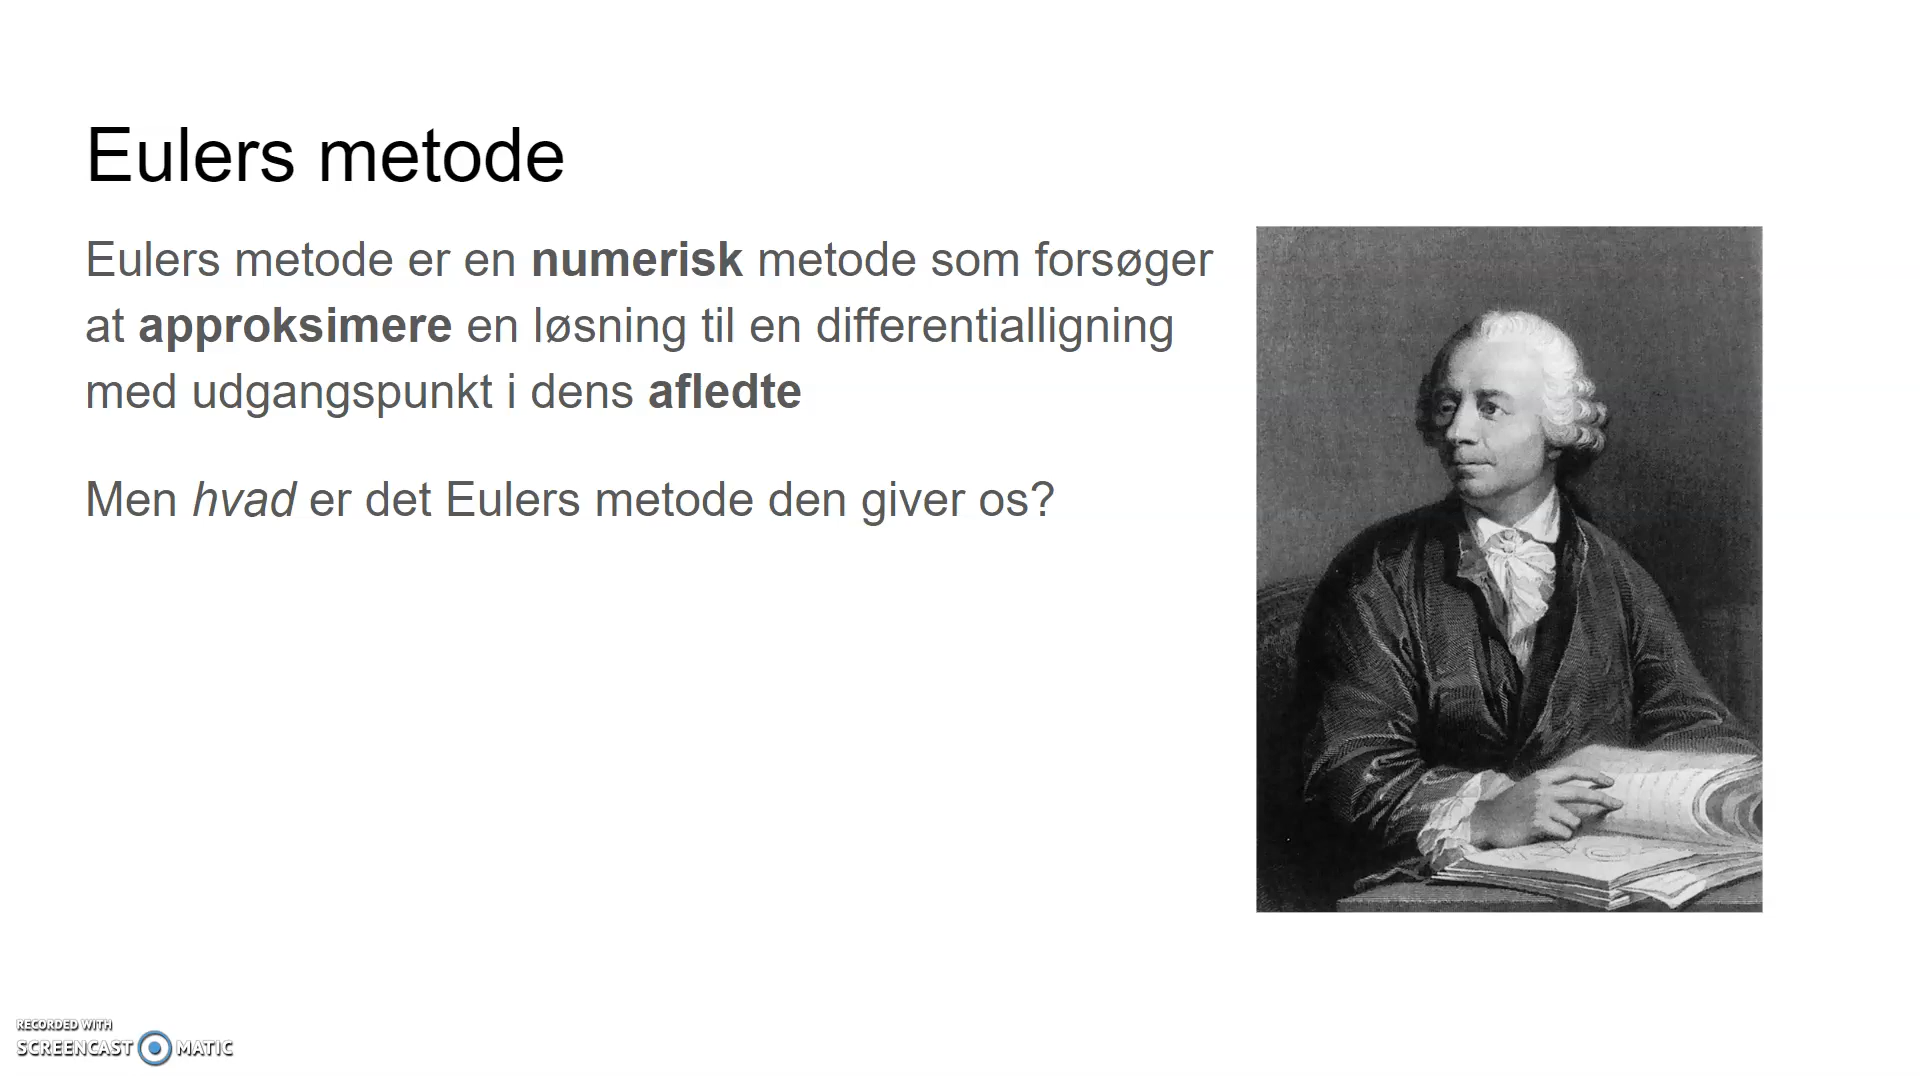 Eulers metode
Eulers metode er en numerisk metode som forsøger
at approksimere en løsning til en differentialligning
med udgangspunkt i dens afledte
Men hvad er det Eulers metode den giver os?
RECORDED WITH
SCREENCAST MATIC